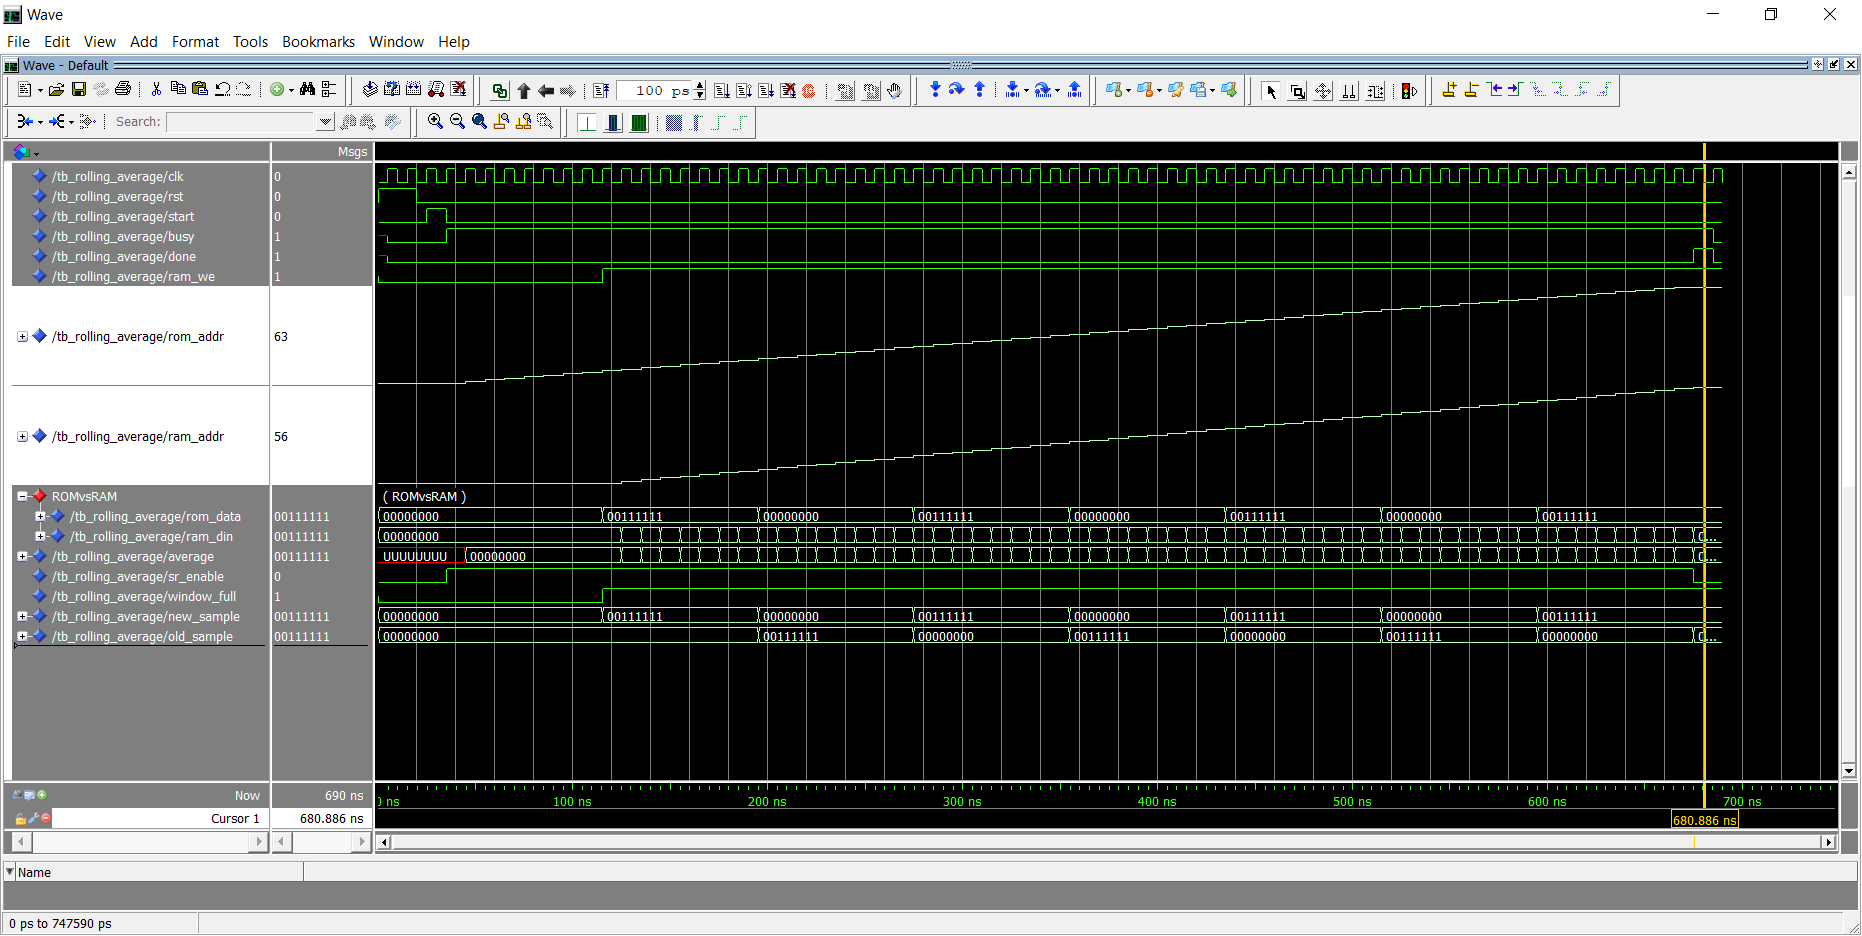 Wave
File Edit View Add Format Tools Bookmarks Window Help
Wave - Default
100 ps
Search:
Msgs
/tb_rolling_average/clk 0
/tb_rolling_average/rst 0
/tb_rolling_average/start 0
/tb_rolling_average/busy 1
/tb_rolling_average/done 1
/tb_rolling_average/ram_we 1
/tb_rolling_average/rom_addr 63
/tb_rolling_average/ram_addr 56
ROMvsRAM ( ROMvsRAM )
/tb_rolling_average/rom_data 00111111 00000000 00111111 00000000 00111111 00000000 00111111 00000000 00111111
/tb_rolling_average/ram_din 00111111 00000000 0...
/tb_rolling_average/average 00111111 UUUUUUUU 00000000 0...
/tb_rolling_average/sr_enable 0
/tb_rolling_average/window_full 1
/tb_rolling_average/new_sample 00111111 00000000 00111111 00000000 00111111 00000000 00111111 00000000 00111111
/tb_rolling_average/old_sample 00111111 00000000 00111111 00000000 00111111 00000000 00111111 00000000 0...
Now 690 ns ns 100 ns 200 ns 300 ns 400 ns 500 ns 600 ns 700 ns
Cursor 1 680.886 ns 680.886 ns
Name
0 ps to 747590 ps